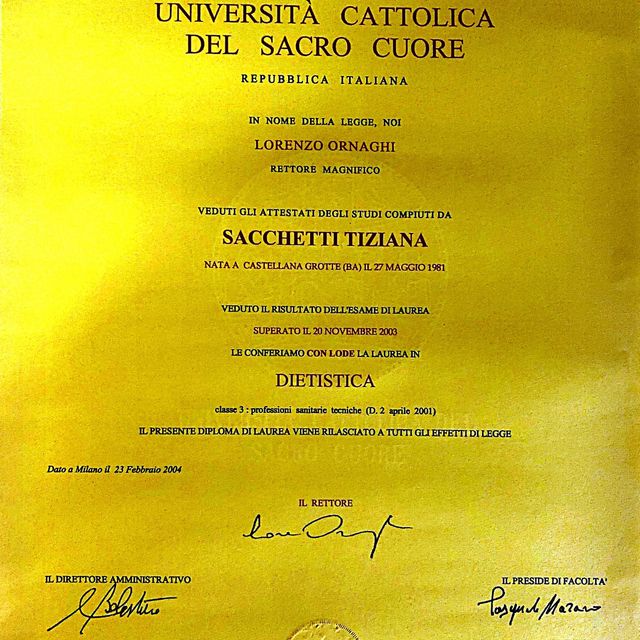 UNIVERSITÀ CATTOLICA
DEL SACRO CUORE
REPUBBLICA ITALIANA
IN NOME DELLA LEGGE, NOI
LORENZO ORNAGHI
RETTORE MAGNIFICO
VEDUTI GLI ATTESTATI DEGLI STUDI COMPIUTI DA
SACCHETTI TIZIANA
NATA A CASTELLANA GROTTE (BA) IL 27 MAGGIO 1981
VEDUTO IL RISULTATO DELL'ESAME DI LAUREA
SUPERATO IL 20 NOVEMBRE 2003
LE CONFERIAMO CON LODE LA LAUREA IN
DIETISTICA
classe 3 : professioni sanitarie tecniche (D. 2 aprile 2001)
IL PRESENTE DIPLOMA DI LAUREA VIENE RILASCIATO A TUTTI GLI EFFETTI DI LEGGE
SACRO CUORE
Dato a Milano il 23 Febbraio 2004
IL RETTORE
IL DIRETTORE AMMINISTRATIVO
IL PRESIDE DI FACOLTA'